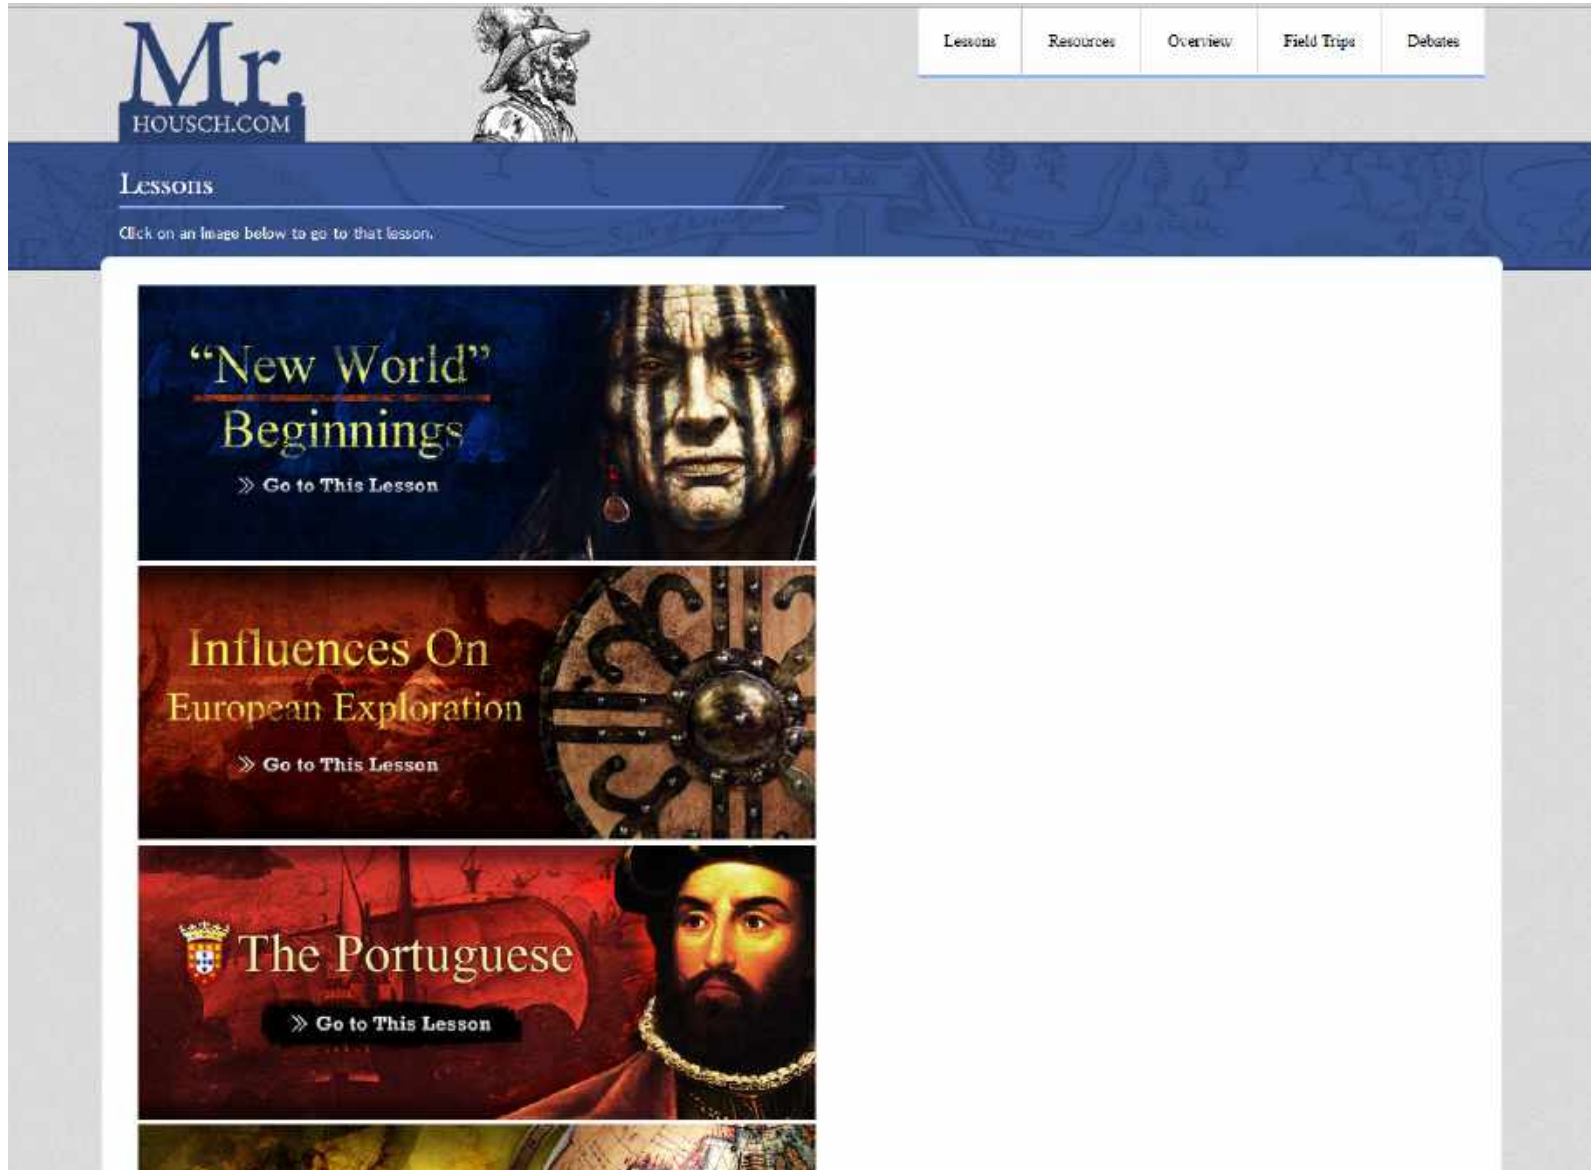 Mr.
HOUSCH.COM
Lessons
Resources
Overview
Field Trips
Debates
Lessons
Click on an image below to go to that lesson.
“New World”
Beginnings
» Go to This Lesson
Influences On
European Exploration
» Go to This Lesson
The Portuguese
» Go to This Lesson